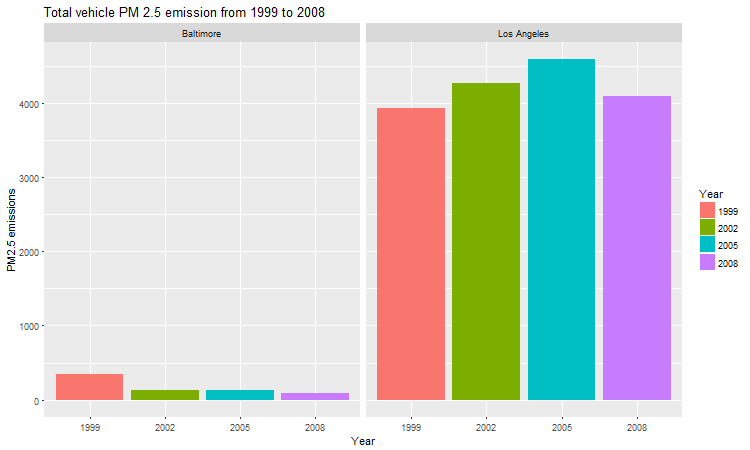 Total vehicle PM 2.5 emission from 1999 to 2008
Baltimore
Los Angeles
PM2.5 emissions
4000
3000
2000
1000
0
1999 2002 2005 2008
1999 2002 2005 2008
Year
Year
1999
2002
2005
2008